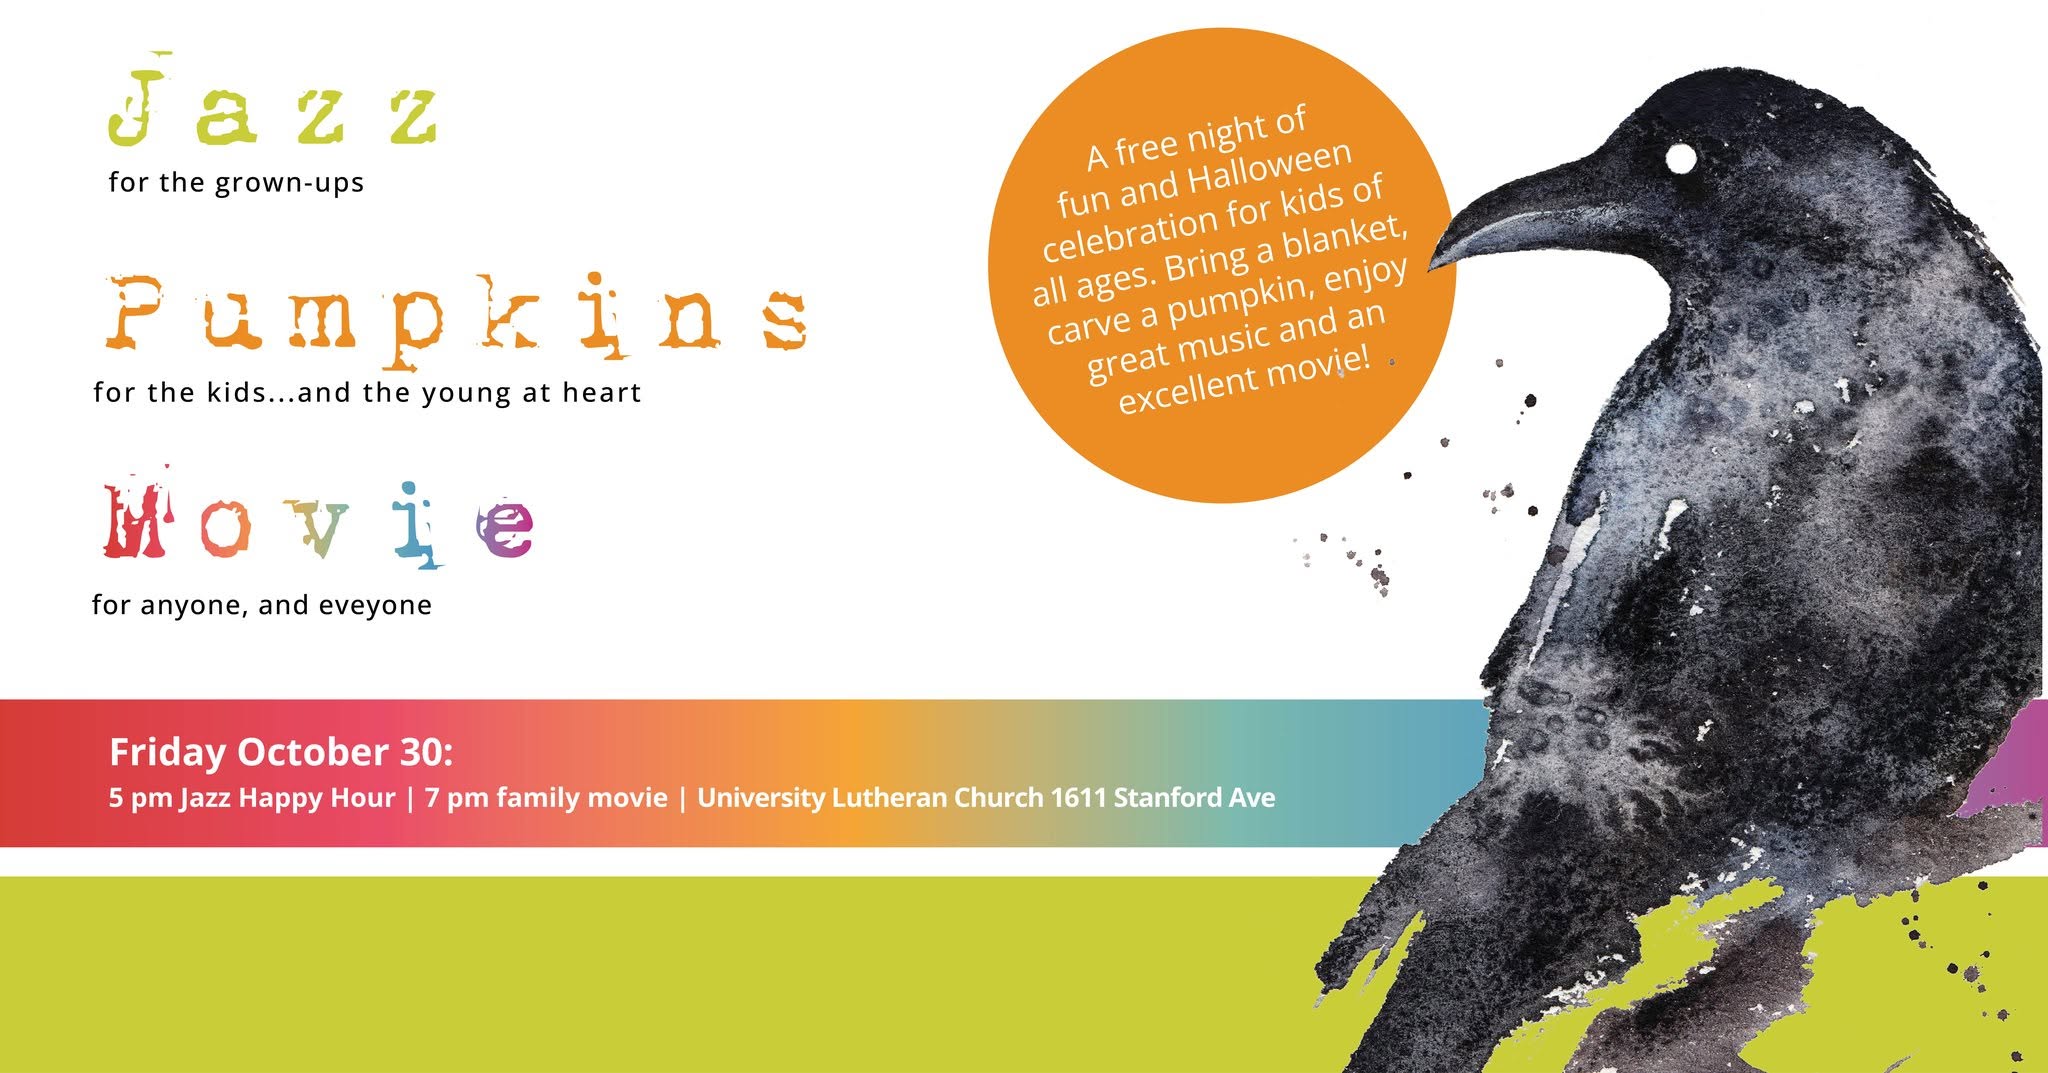 Jazz
for the grown-ups
Pumpkins
for the kids...and the young at heart
Movie
for anyone, and eveyone
A free night of
fun and Halloween
celebration for kids of
all ages. Bring a blanket,
carve a pumpkin, enjoy
great music and an
excellent movie!
Friday October 30:
5 pm Jazz Happy Hour | 7 pm family movie | University Lutheran Church 1611 Stanford Ave